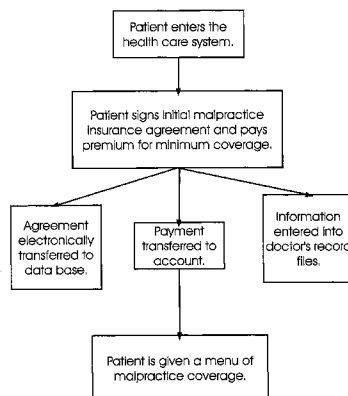 Patient enters the
health care system.
Patient signs initial malpractice
insurance agreement and pays
premium for minimum coverage.
Agreement
electronically
transferred to
data base.
Payment
transferred to
account.
Information
entered into
doctor's record
files.
Patient is given a menu of
malpractice coverage.